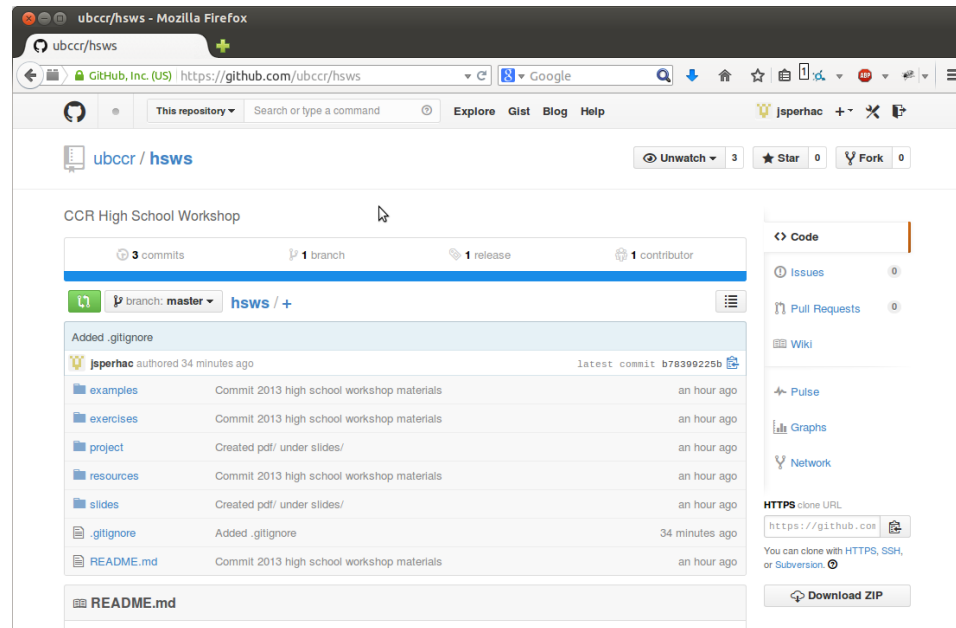 ubccr/hsws - Mozilla Firefox
ubccr/hsws
GitHub, Inc. (US) https://github.com/ubccr/hsws
8 Google
1
ABP
This repository Search or type a command Explore Gist Blog Help jsperhac +
ubccr / hsws Unwatch 3 Star 0 Fork 0
CCR High School Workshop
3 commits 1 branch 1 release 1 contributor
branch: master hsws / +
Added .gitignore
jsperhac authored 34 minutes ago latest commit b78399225b
examples Commit 2013 high school workshop materials an hour ago
exercises Commit 2013 high school workshop materials an hour ago
project Created pdf/ under slides/ an hour ago
resources Commit 2013 high school workshop materials an hour ago
slides Created pdf/ under slides/ an hour ago
.gitignore Added .gitignore 34 minutes ago
README.md Commit 2013 high school workshop materials an hour ago
README.md
Code
Issues 0
Pull Requests 0
Wiki
Pulse
Graphs
Network
HTTPS clone URL
https://github.com
You can clone with HTTPS, SSH,
or Subversion.
Download ZIP